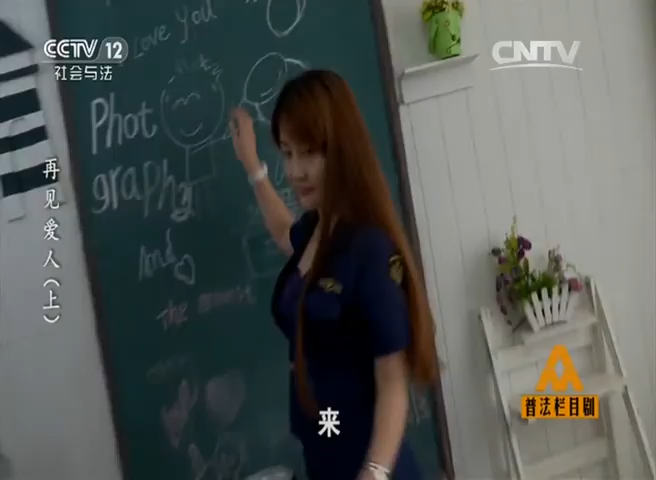 CCTV 12
社会与法
CNTV
再见爱人(上)
Love You
Phot
graphy
And
The moment
普法栏目剧
来